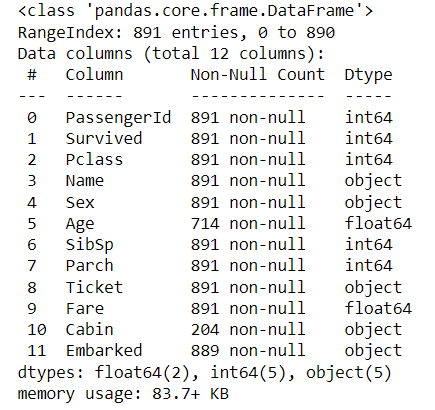 <class 'pandas.core.frame.DataFrame'>
RangeIndex: 891 entries, 0 to 890
Data columns (total 12 columns):
 #   Column       Non-Null Count  Dtype
---  ------       --------------  -----
 0   PassengerId  891 non-null    int64
 1   Survived     891 non-null    int64
 2   Pclass       891 non-null    int64
 3   Name         891 non-null    object
 4   Sex          891 non-null    object
 5   Age          714 non-null    float64
 6   SibSp        891 non-null    int64
 7   Parch        891 non-null    int64
 8   Ticket       891 non-null    object
 9   Fare         891 non-null    float64
 10  Cabin        204 non-null    object
 11  Embarked     889 non-null    object
dtypes: float64(2), int64(5), object(5)
memory usage: 83.7+ KB